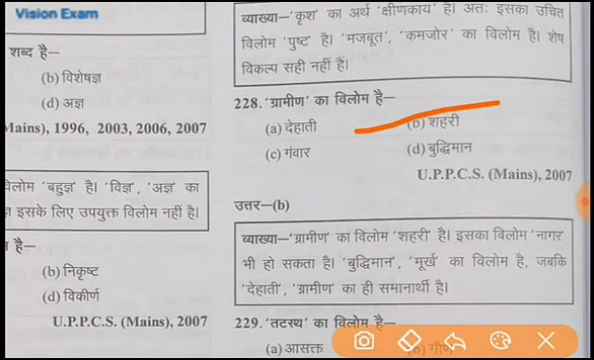 Vision Exam
शब्द है—
(b) विशेषज्ञ
(d) अज्ञ
Mains), 1996, 2003, 2006, 2007
विलोम 'बहुज्ञ' है। 'विज्ञ', 'अज्ञ' का
इसके लिए उपयुक्त विलोम नहीं है।
है—
(b) निकृष्ट
(d) विकीर्ण
U.P.P.C.S. (Mains), 2007
व्याख्या—'कृश' का अर्थ 'क्षीणकाय' है। अतः इसका उचित
विलोम 'पुष्ट' है। 'मजबूत', 'कमजोर' का विलोम है। शेष
विकल्प सही नहीं हैं।
228. 'ग्रामीण' का विलोम है—
(a) देहाती (b) शहरी
(c) गंवार (d) बुद्धिमान
U.P.P.C.S. (Mains), 2007
उत्तर—(b)
व्याख्या—'ग्रामीण' का विलोम 'शहरी' है। इसका विलोम 'नागर'
भी हो सकता है। 'बुद्धिमान', 'मूर्ख' का विलोम है, जबकि
'देहाती', 'ग्रामीण' का ही समानार्थी है।
229. 'तटस्थ' का विलोम है—
(a) आसक्त (b)